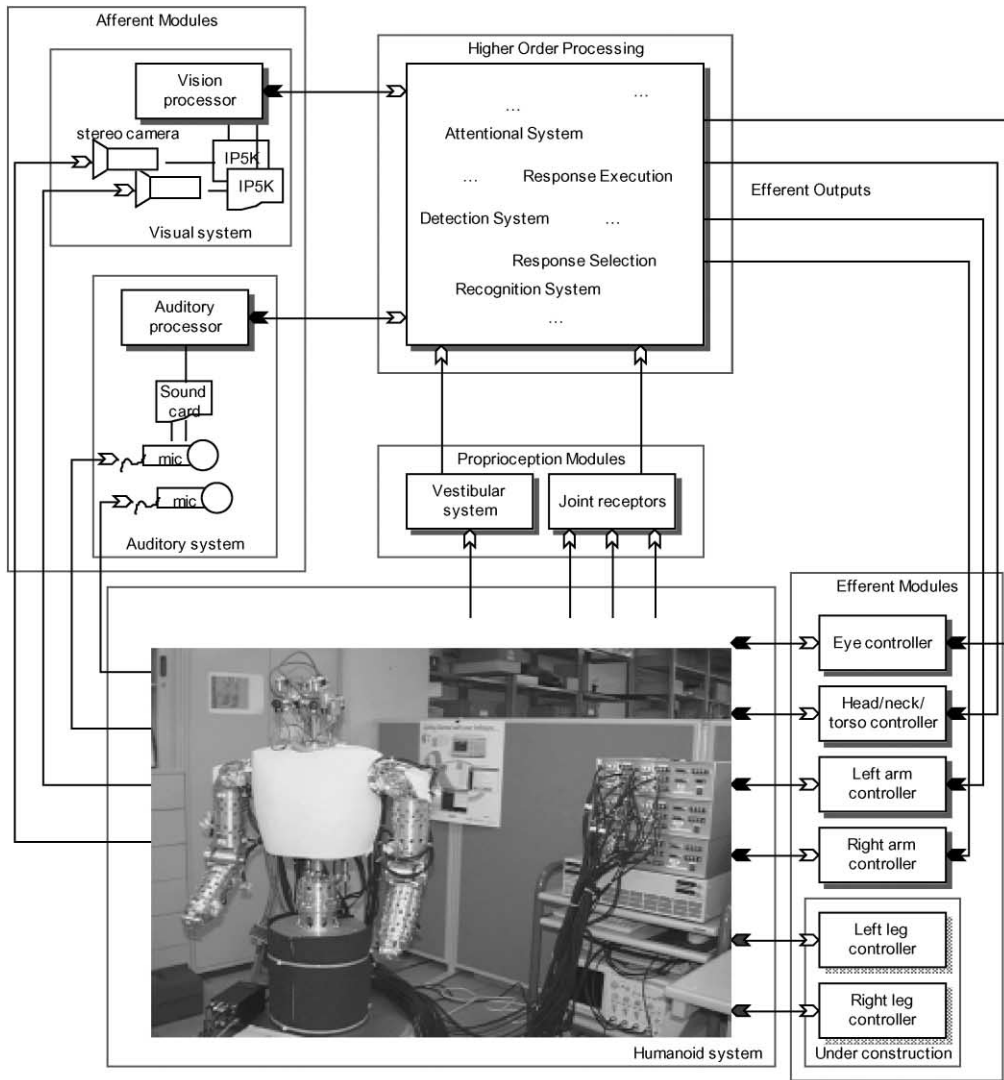 Afferent Modules
Vision
processor
stereo camera
IP5K
IP5K
Visual system
Auditory
processor
Sound
card
mic
mic
Auditory system
Higher Order Processing
...
...
Attentional System
...
Response Execution
Detection System
...
Response Selection
Recognition System
...
Efferent Outputs
Proprioception Modules
Vestibular
system
Joint receptors
Efferent Modules
Eye controller
Head/neck/
torso controller
Left arm
controller
Right arm
controller
Left leg
controller
Right leg
controller
Under construction
Humanoid system